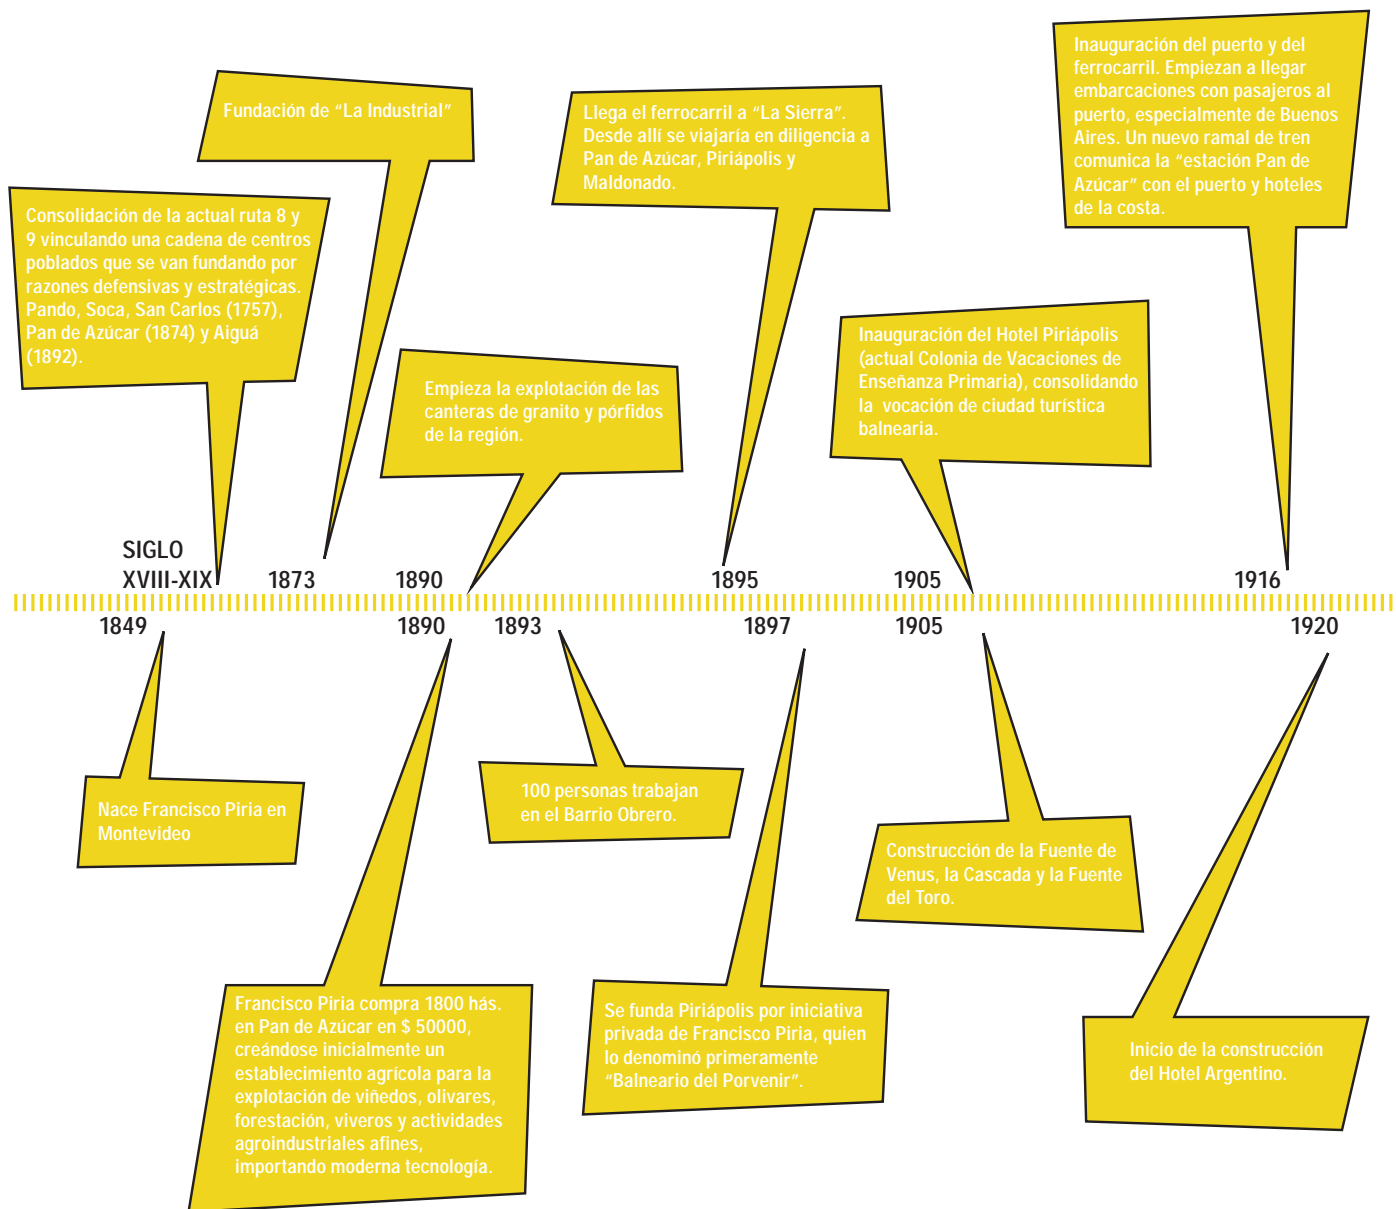 Inauguración del puerto y del
ferrocarril. Empiezan a llegar
embarcaciones con pasajeros al
puerto, especialmente de Buenos
Aires. Un nuevo ramal de tren
comunica la “estación Pan de
Azúcar” con el puerto y hoteles
de la costa.
Fundación de “La Industrial”
Llega el ferrocarril a “La Sierra”.
Desde allí se viajaría en diligencia a
Pan de Azúcar, Piriápolis y
Maldonado.
Consolidación de la actual ruta 8 y
9 vinculando una cadena de centros
poblados que se van fundando por
razones defensivas y estratégicas.
Pando, Soca, San Carlos (1757),
Pan de Azúcar (1874) y Aiguá
(1892).
Inauguración del Hotel Piriápolis
(actual Colonia de Vacaciones de
Enseñanza Primaria), consolidando
la vocación de ciudad turística
balnearia.
Empieza la explotación de las
canteras de granito y pórfidos
de la región.
SIGLO
XVIII-XIX 1873 1890 1895 1905 1916
1849 1890 1893 1897 1905 1920
Nace Francisco Piria en
Montevideo
100 personas trabajan
en el Barrio Obrero.
Construcción de la Fuente de
Venus, la Cascada y la Fuente
del Toro.
Francisco Piria compra 1800 hás.
en Pan de Azúcar en $ 50000,
creándose inicialmente un
establecimiento agrícola para la
explotación de viñedos, olivares,
forestación, viveros y actividades
agroindustriales afines,
importando moderna tecnología.
Se funda Piriápolis por iniciativa
privada de Francisco Piria, quien
lo denominó primeramente
“Balneario del Porvenir”.
Inicio de la construcción
del Hotel Argentino.